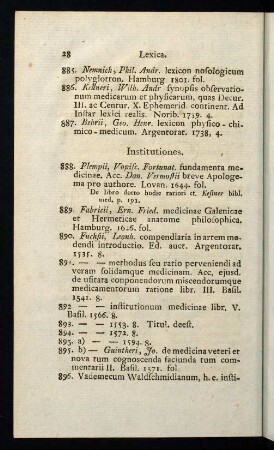 28 Lexica.
885. Nemnich, Phil. Andr. lexicon nosologicum
polyglotton. Hamburg 1801. fol.
886. Kellneri, Wilh. Andr synopsis observatio-
num medicarum et physicarum, quas Decur.
III. ac Centur. X. Ephemerid. continent. Ad
Instar lexici realis. Norib. 1739. 4.
887. Behrii, Geo. Henr. lexicon physico-chi-
mico-medicum. Argentorat. 1738. 4.
Institutiones.
888. Plempii, Vopisc. Fortunat. fundamenta me-
dicinae. Acc. Dan. Vermostii breve Apologe-
ma pro authore. Lovan. 1644. fol.
De libro docto hodie rariori cf. Kestner bibl.
med. p. 191.
889. Fabricii, Ern. Fried. medicinae Galenicae
et Hermeticae anatome philosophica.
Hamburg. 1626. fol.
890. Fuchsii, Leonh. compendiaria in artem me-
dendi introductio. Ed. auct. Argentorat.
1535. 8.
891. — — methodus seu ratio perveniendi ad
veram solidamque medicinam. Acc. ejusd.
de usitata conponendorum miscendorumque
medicamentorum ratione libr. III. Basil.
1541. 8.
892 — — institutionum medicinae libr. V.
Basil. 1566. 8.
893. — — 1553. 8. Titul. deest.
894. — — 1572. 8.
895. a) — — 1594. 8.
895. b) — Guintheri, Jo. de medicina veteri et
nova tum cognoscenda faciunda tum com-
mentarii II. Basil. 1571. fol.
896. Vademecum Waldschmidianum, h. e. insti-